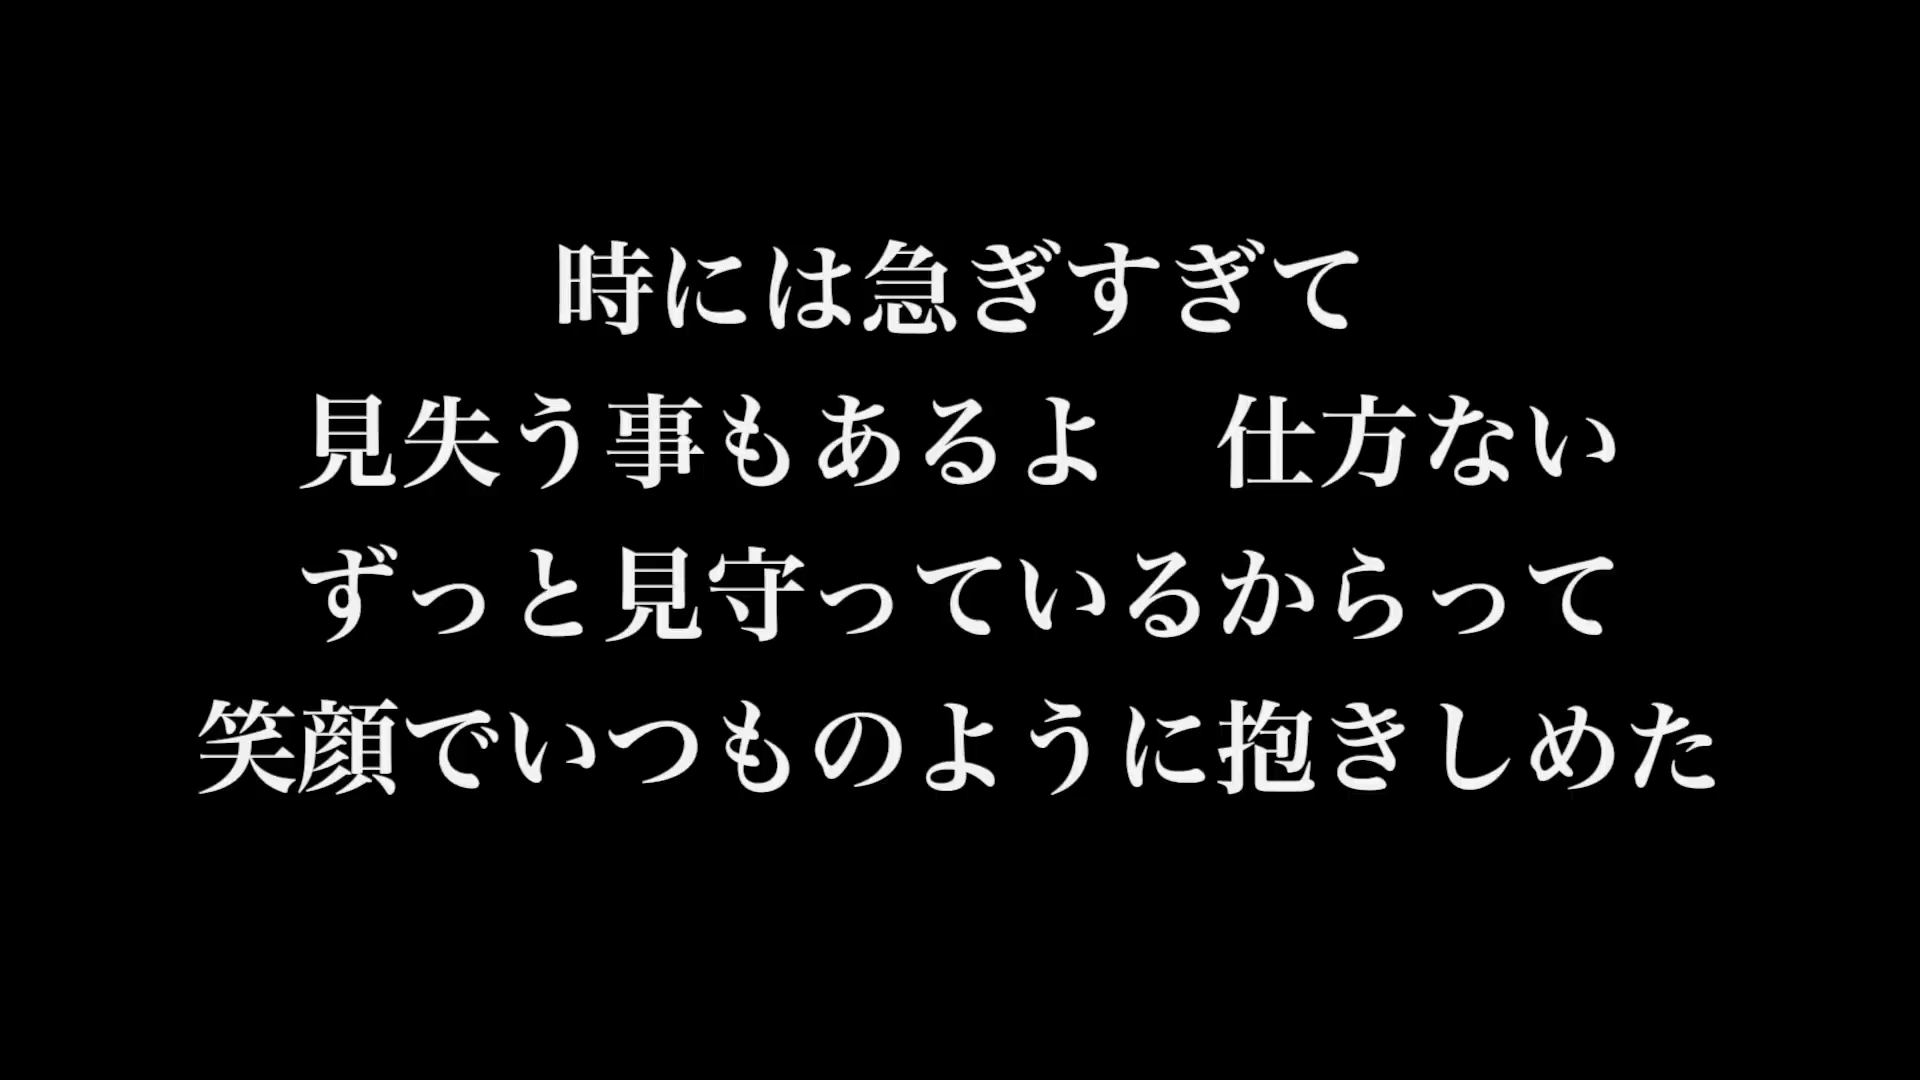 時には急ぎすぎて
見失う事もあるよ　仕方ない
ずっと見守っているからって
笑顔でいつものように抱きしめた